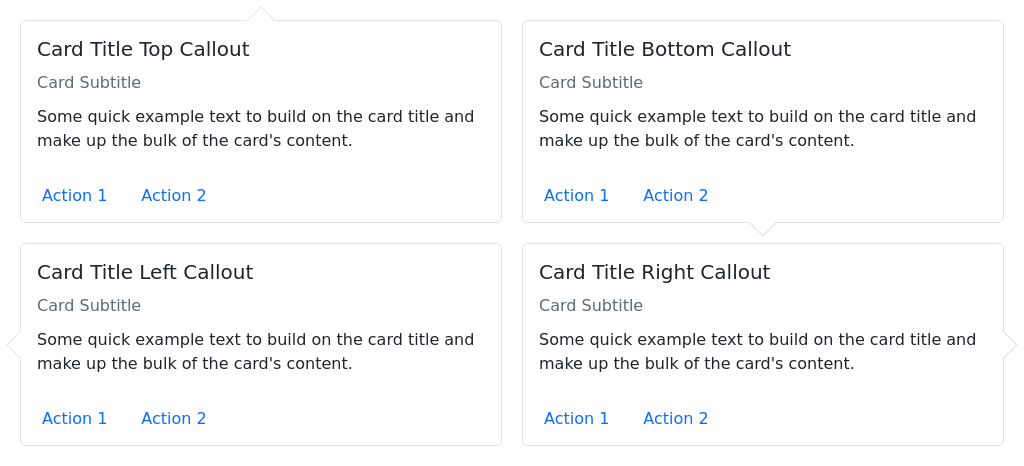 Card Title Top Callout
Card Subtitle
Some quick example text to build on the card title and
make up the bulk of the card's content.
Action 1 Action 2
Card Title Bottom Callout
Card Subtitle
Some quick example text to build on the card title and
make up the bulk of the card's content.
Action 1 Action 2
Card Title Left Callout
Card Subtitle
Some quick example text to build on the card title and
make up the bulk of the card's content.
Action 1 Action 2
Card Title Right Callout
Card Subtitle
Some quick example text to build on the card title and
make up the bulk of the card's content.
Action 1 Action 2